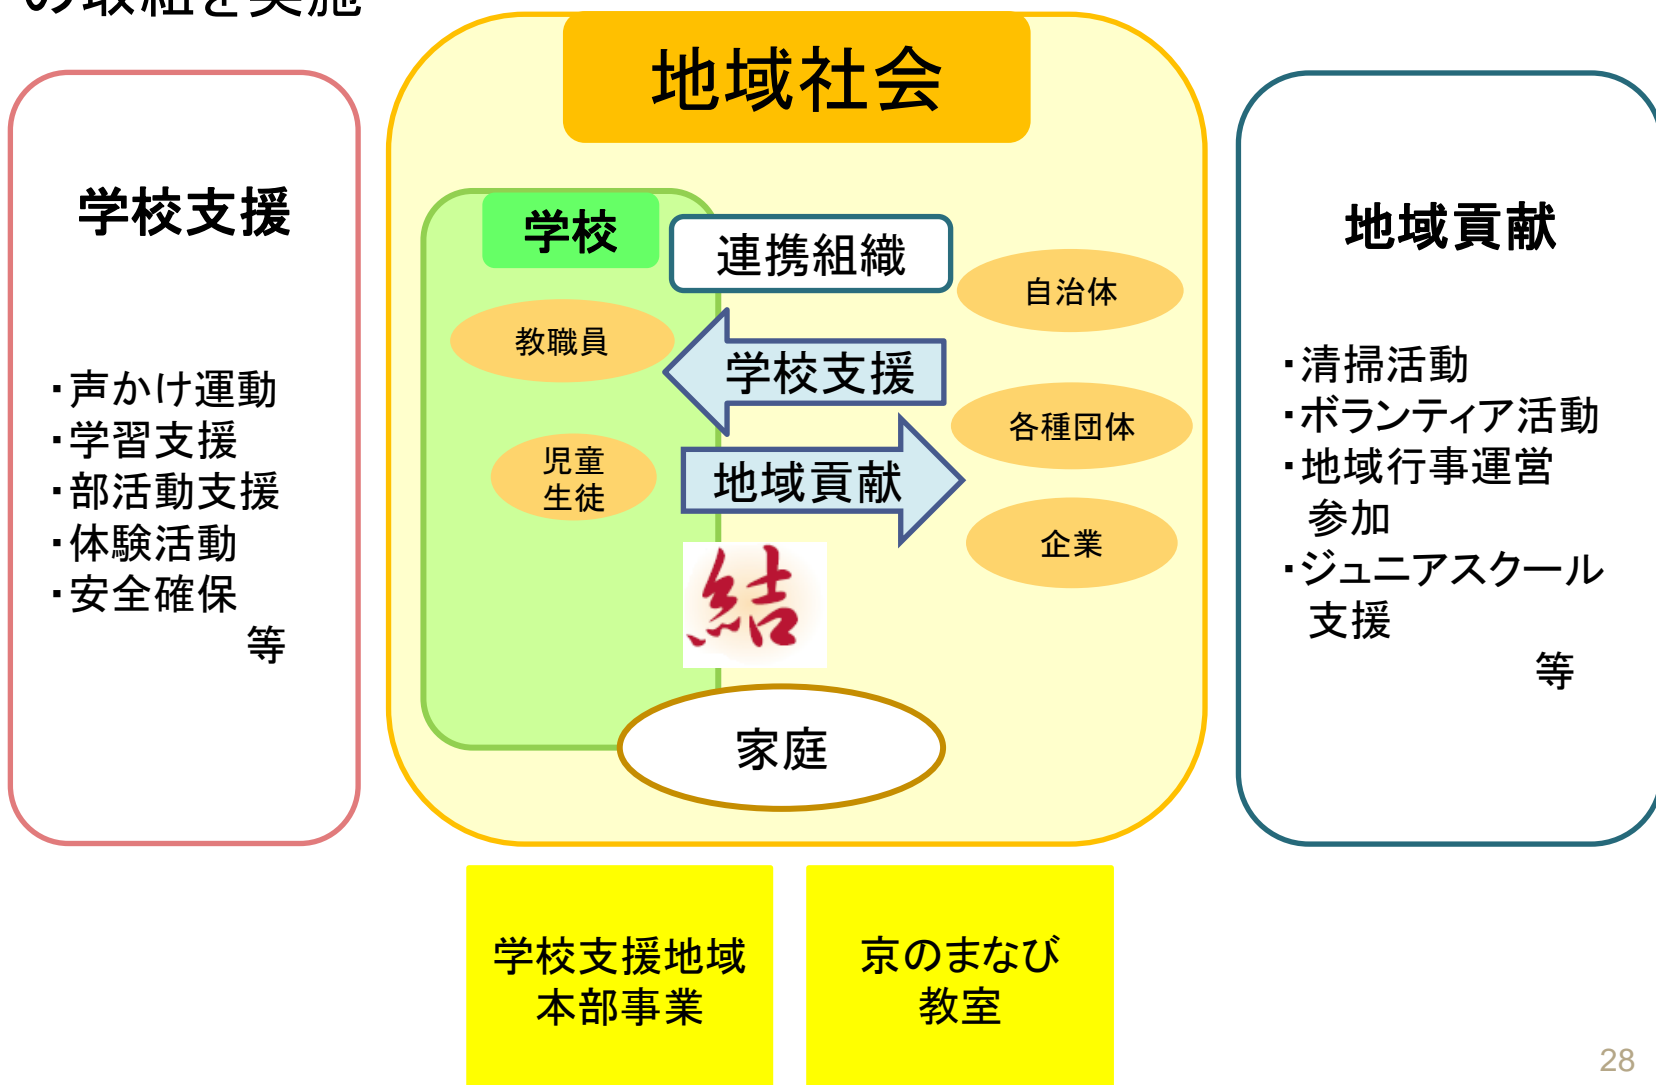 の取組を実施
地域社会
学校支援
・声かけ運動
・学習支援
・部活動支援
・体験活動
・安全確保
等
学校
連携組織
自治体
教職員
学校支援
各種団体
児童
生徒
地域貢献
企業
結
家庭
地域貢献
・清掃活動
・ボランティア活動
・地域行事運営
参加
・ジュニアスクール
支援
等
学校支援地域
本部事業
京のまなび
教室
28